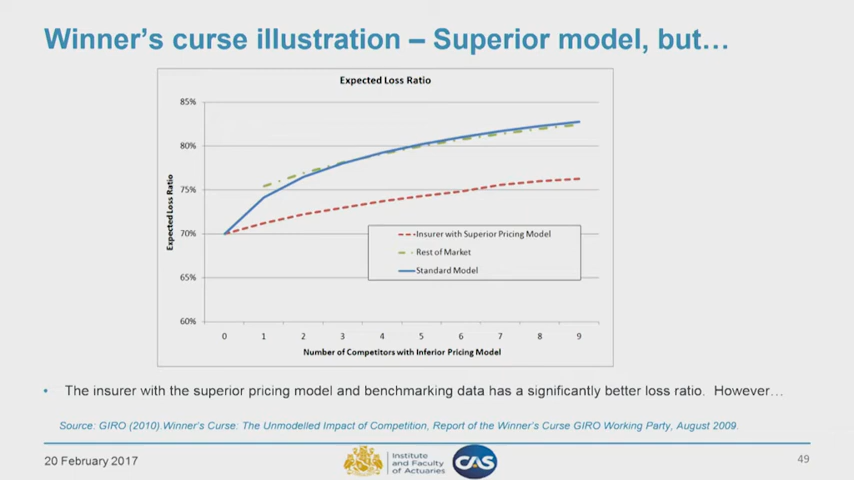 Winner's curse illustration – Superior model, but…
Expected Loss Ratio
85%
80%
75%
70%
65%
60%
Expected Loss Ratio
Insurer with Superior Pricing Model
Rest of Market
Standard Model
0 1 2 3 4 5 6 7 8 9
Number of Competitors with Inferior Pricing Model
• The insurer with the superior pricing model and benchmarking data has a significantly better loss ratio. However…
Source: GIRO (2010).Winner's Curse: The Unmodelled Impact of Competition, Report of the Winner's Curse GIRO Working Party, August 2009.
20 February 2017
Institute
and Faculty
of Actuaries
CAS
49